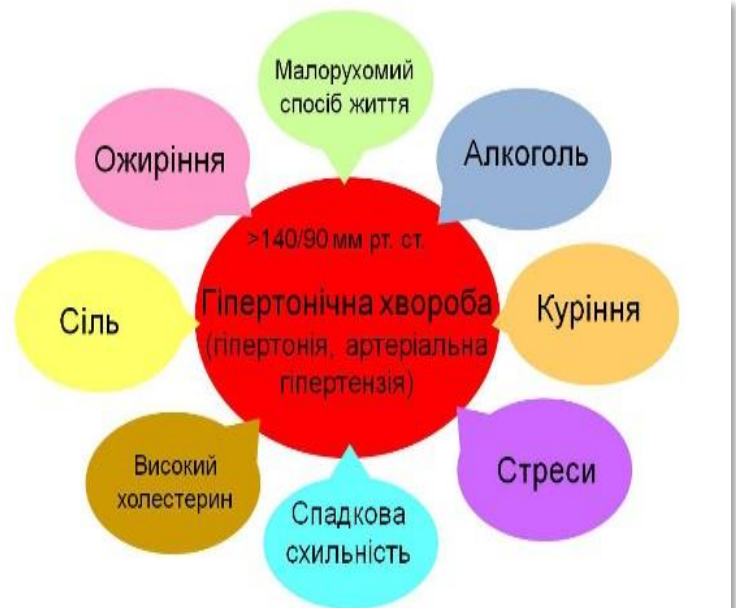 Малорухомий
спосіб життя
Ожиріння
Алкоголь
>140/90 мм рт. ст.
Гіпертонічна хвороба
(гіпертонія, артеріальна
гіпертензія)
Сіль
Куріння
Високий
холестерин
Стреси
Спадкова
схильність